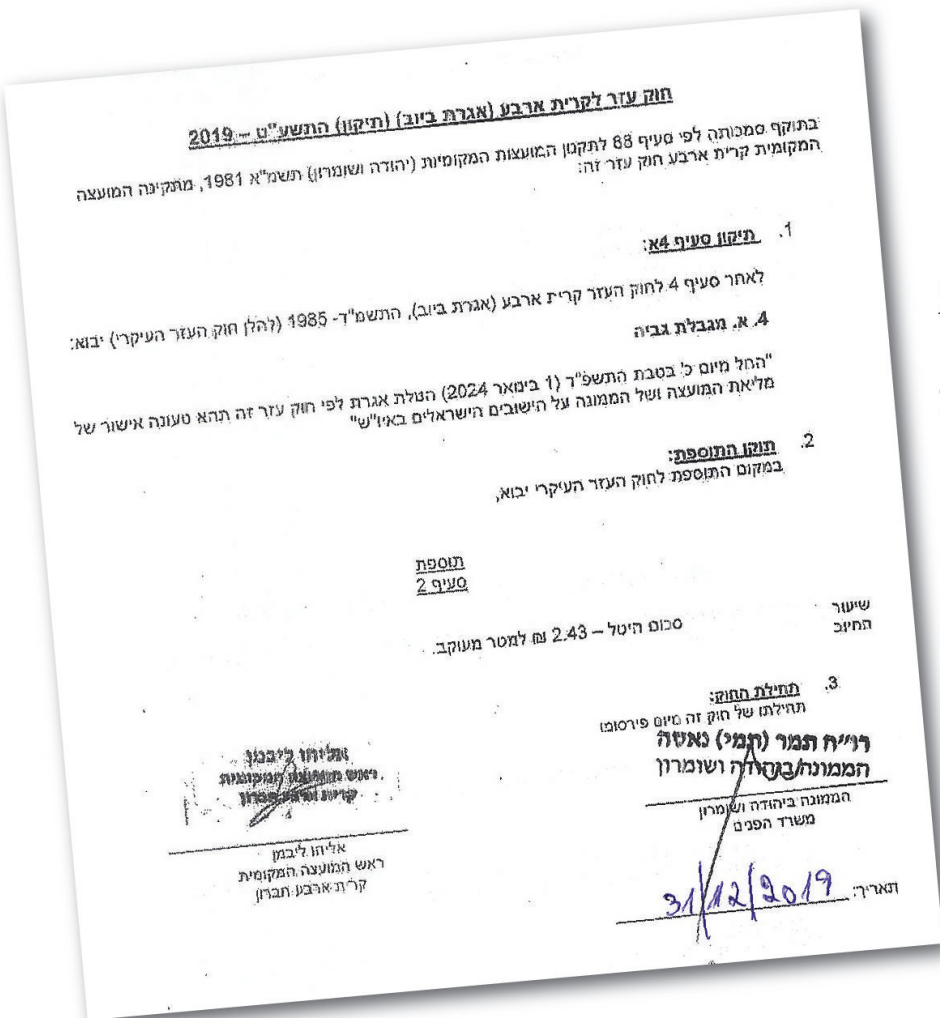 חוק עזר לקרית ארבע (אגרת ביוב) (תיקון) התשע"ט – 2019
בתוקף סמכותה לפי סעיף 88 לתקנון המועצות המקומיות (יהודה ושומרון) תשמ"א 1981, מתקינה המועצה
המקומית קרית ארבע חוק עזר זה:
1. תיקון סעיף 4א:
לאחר סעיף 4 לחוק העזר קרית ארבע (אגרת ביוב), התשמ"ד- 1985 (להלן חוק העזר העיקרי) יבוא:
4. א. מגבלת גביה
"החל מיום כ' בטבת התשפ"ד (1 בינואר 2024) הטלת אגרת לפי חוק עזר זה תהא טעונה אישור של
מליאת המועצה ושל הממונה על הישובים הישראלים באיו"ש"
2. תוקן התוספת:
במקום התוספת לחוק העזר העיקרי יבוא,
תוספת
סעיף 2
שיעור
החיוב
סכום היטל – 2.43 ₪ למטר מעוקב.
3. תחילת החוק:
תחילתו של חוק זה מיום פירסומו
רו"ח תמר (תמי) נאשה
הממונה ביהודה ושומרון
הממונה ביהודה ושומרון
משרד הפנים
תאריך: 31/12/2019
אליהו ליבמן
ראש המועצה המקומית
קרית ארבע חברון
אליהו ליבמן
ראש המועצה המקומית
קרית ארבע חברון